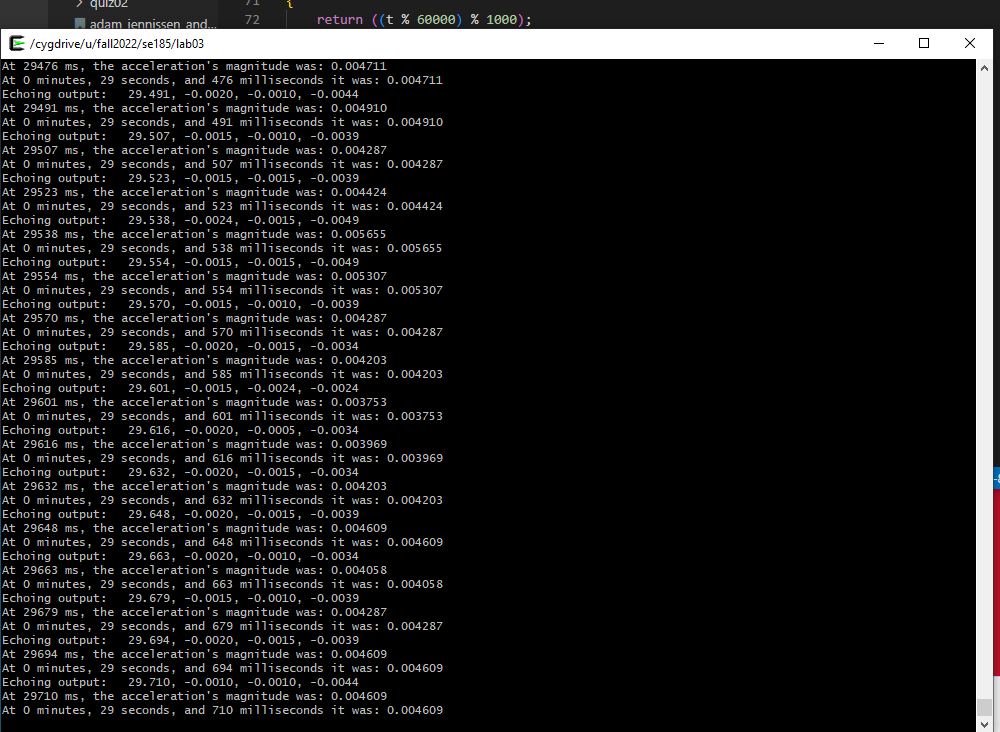 quiz02
adam_jennissen_and...
71 {
72 return ((t % 60000) % 1000);
/cygdrive/u/fall2022/se185/lab03
At 29476 ms, the acceleration's magnitude was: 0.004711
At 0 minutes, 29 seconds, and 476 milliseconds it was: 0.004711
Echoing output:   29.491, -0.0020, -0.0010, -0.0044
At 29491 ms, the acceleration's magnitude was: 0.004910
At 0 minutes, 29 seconds, and 491 milliseconds it was: 0.004910
Echoing output:   29.507, -0.0015, -0.0010, -0.0039
At 29507 ms, the acceleration's magnitude was: 0.004287
At 0 minutes, 29 seconds, and 507 milliseconds it was: 0.004287
Echoing output:   29.523, -0.0015, -0.0015, -0.0039
At 29523 ms, the acceleration's magnitude was: 0.004424
At 0 minutes, 29 seconds, and 523 milliseconds it was: 0.004424
Echoing output:   29.538, -0.0024, -0.0015, -0.0049
At 29538 ms, the acceleration's magnitude was: 0.005655
At 0 minutes, 29 seconds, and 538 milliseconds it was: 0.005655
Echoing output:   29.554, -0.0015, -0.0015, -0.0049
At 29554 ms, the acceleration's magnitude was: 0.005307
At 0 minutes, 29 seconds, and 554 milliseconds it was: 0.005307
Echoing output:   29.570, -0.0015, -0.0010, -0.0039
At 29570 ms, the acceleration's magnitude was: 0.004287
At 0 minutes, 29 seconds, and 570 milliseconds it was: 0.004287
Echoing output:   29.585, -0.0020, -0.0015, -0.0034
At 29585 ms, the acceleration's magnitude was: 0.004203
At 0 minutes, 29 seconds, and 585 milliseconds it was: 0.004203
Echoing output:   29.601, -0.0015, -0.0024, -0.0024
At 29601 ms, the acceleration's magnitude was: 0.003753
At 0 minutes, 29 seconds, and 601 milliseconds it was: 0.003753
Echoing output:   29.616, -0.0020, -0.0005, -0.0034
At 29616 ms, the acceleration's magnitude was: 0.003969
At 0 minutes, 29 seconds, and 616 milliseconds it was: 0.003969
Echoing output:   29.632, -0.0020, -0.0015, -0.0034
At 29632 ms, the acceleration's magnitude was: 0.004203
At 0 minutes, 29 seconds, and 632 milliseconds it was: 0.004203
Echoing output:   29.648, -0.0020, -0.0015, -0.0039
At 29648 ms, the acceleration's magnitude was: 0.004609
At 0 minutes, 29 seconds, and 648 milliseconds it was: 0.004609
Echoing output:   29.663, -0.0020, -0.0010, -0.0034
At 29663 ms, the acceleration's magnitude was: 0.004058
At 0 minutes, 29 seconds, and 663 milliseconds it was: 0.004058
Echoing output:   29.679, -0.0015, -0.0010, -0.0039
At 29679 ms, the acceleration's magnitude was: 0.004287
At 0 minutes, 29 seconds, and 679 milliseconds it was: 0.004287
Echoing output:   29.694, -0.0020, -0.0015, -0.0039
At 29694 ms, the acceleration's magnitude was: 0.004609
At 0 minutes, 29 seconds, and 694 milliseconds it was: 0.004609
Echoing output:   29.710, -0.0010, -0.0010, -0.0044
At 29710 ms, the acceleration's magnitude was: 0.004609
At 0 minutes, 29 seconds, and 710 milliseconds it was: 0.004609